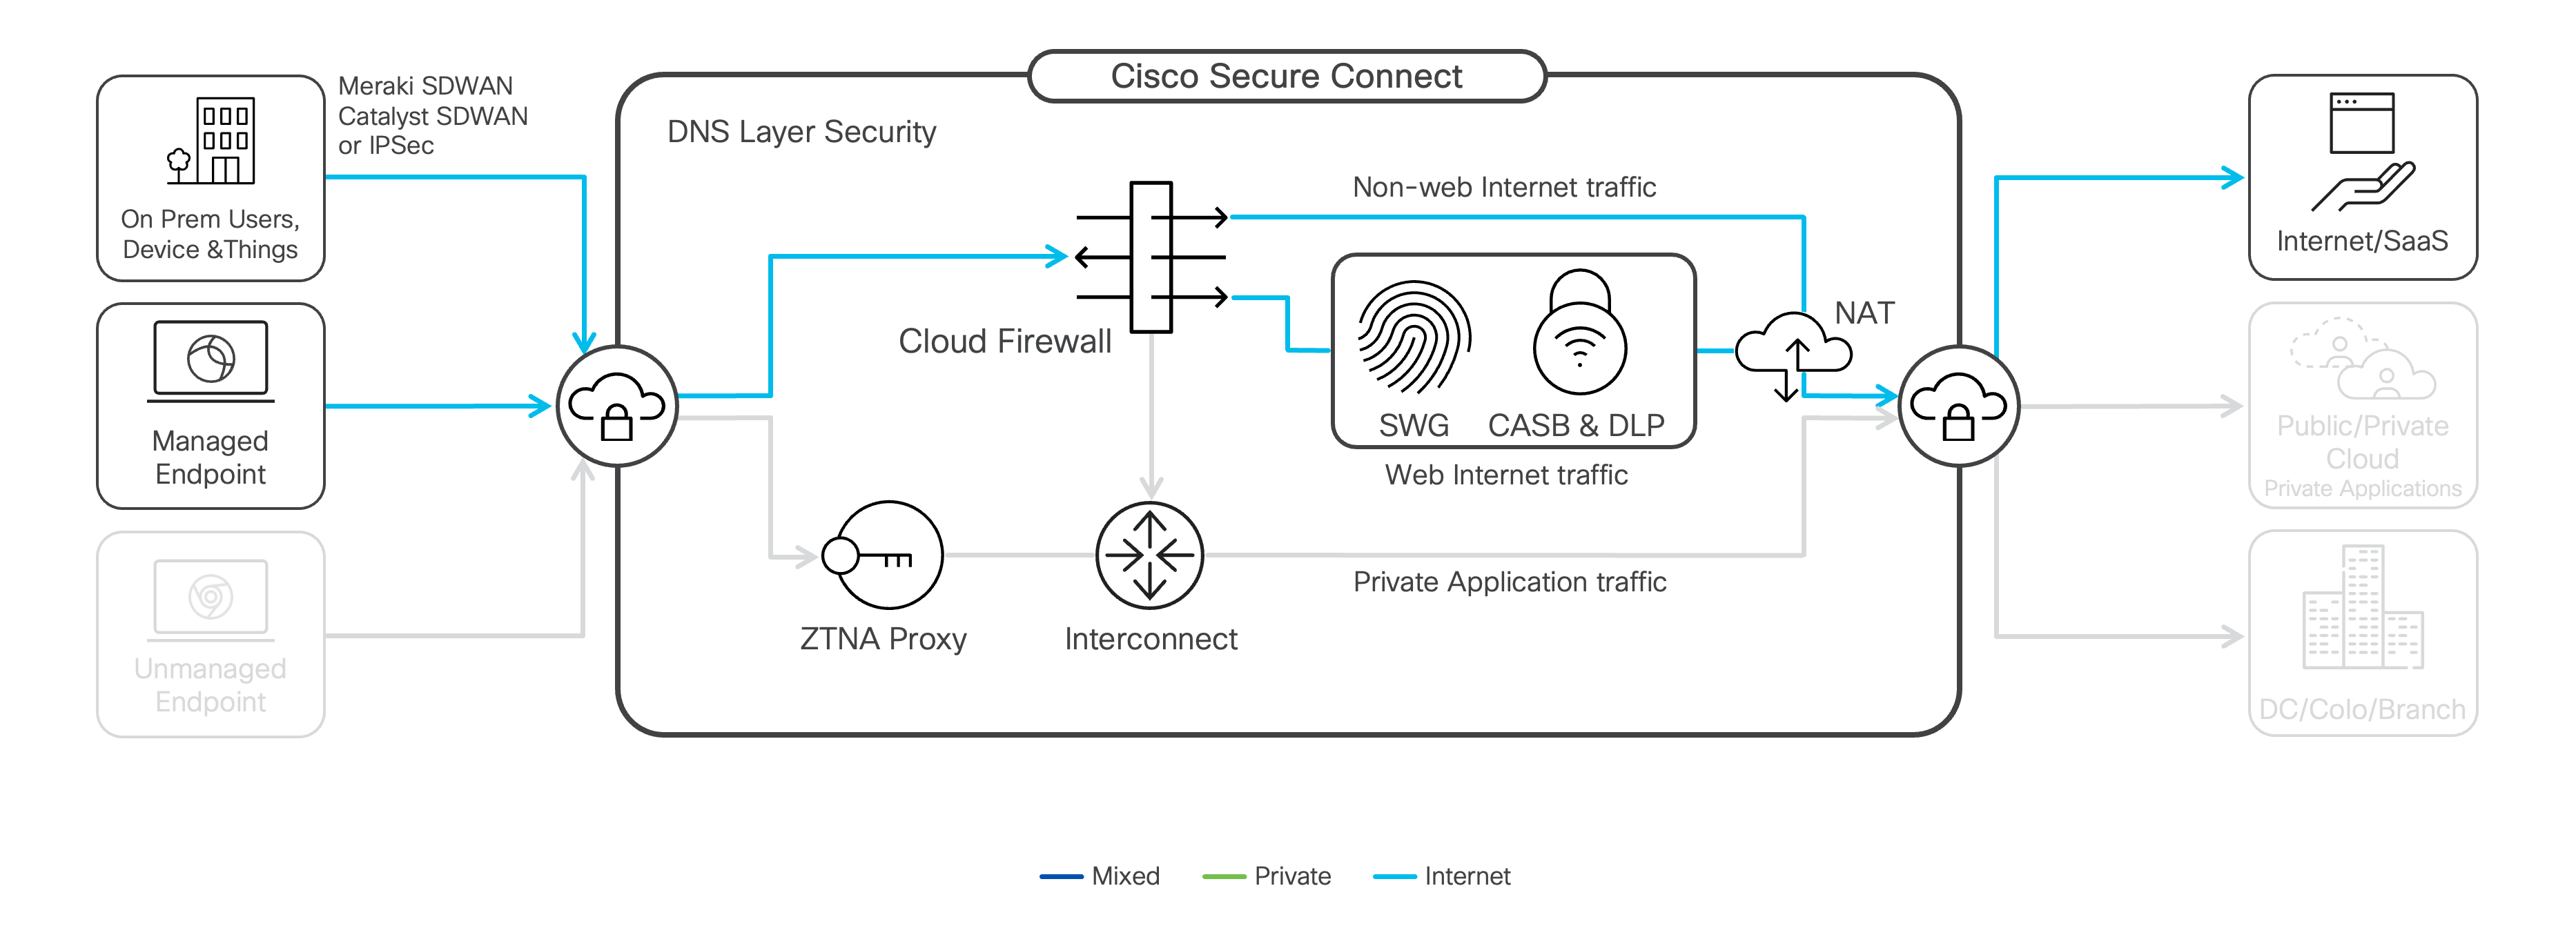 Cisco Secure Connect
Meraki SDWAN
Catalyst SDWAN
or IPSec
On Prem Users,
Device &Things
Managed
Endpoint
Unmanaged
Endpoint
DNS Layer Security
Cloud Firewall
Non-web Internet traffic
SWG
CASB & DLP
Web Internet traffic
NAT
ZTNA Proxy
Interconnect
Private Application traffic
Internet/SaaS
Public/Private
Cloud
Private Applications
DC/Colo/Branch
Mixed
Private
Internet